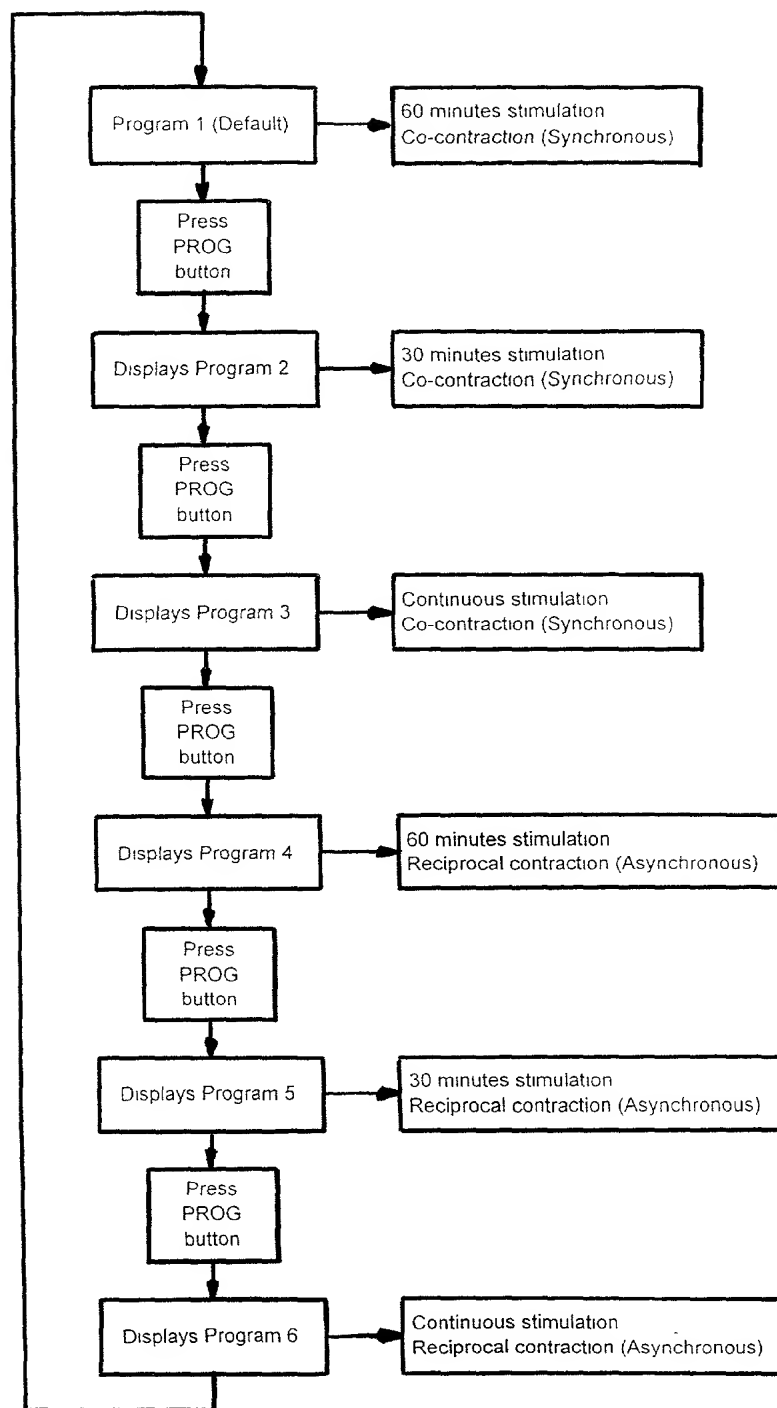 Program 1 (Default)
60 minutes stimulation
Co-contraction (Synchronous)
Press
PROG
button
Displays Program 2
30 minutes stimulation
Co-contraction (Synchronous)
Press
PROG
button
Displays Program 3
Continuous stimulation
Co-contraction (Synchronous)
Press
PROG
button
Displays Program 4
60 minutes stimulation
Reciprocal contraction (Asynchronous)
Press
PROG
button
Displays Program 5
30 minutes stimulation
Reciprocal contraction (Asynchronous)
Press
PROG
button
Displays Program 6
Continuous stimulation
Reciprocal contraction (Asynchronous)